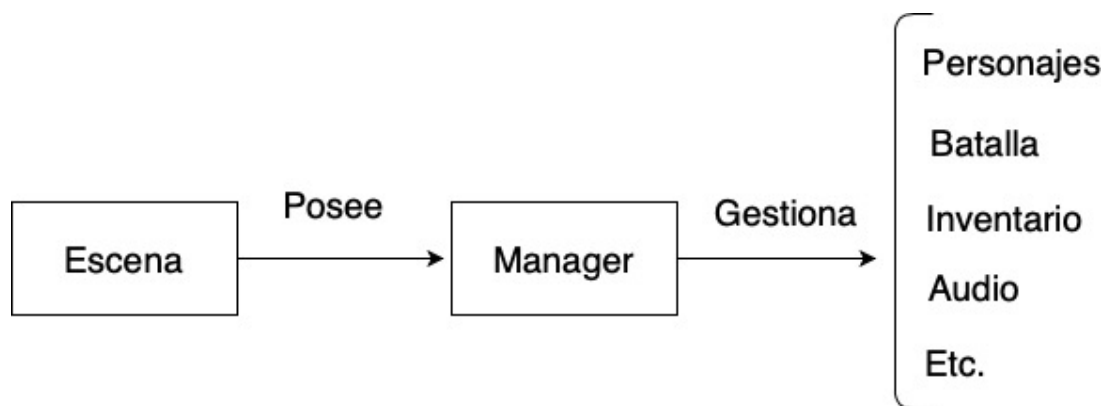 Escena
Posee
Manager
Gestiona
Personajes
Batalla
Inventario
Audio
Etc.